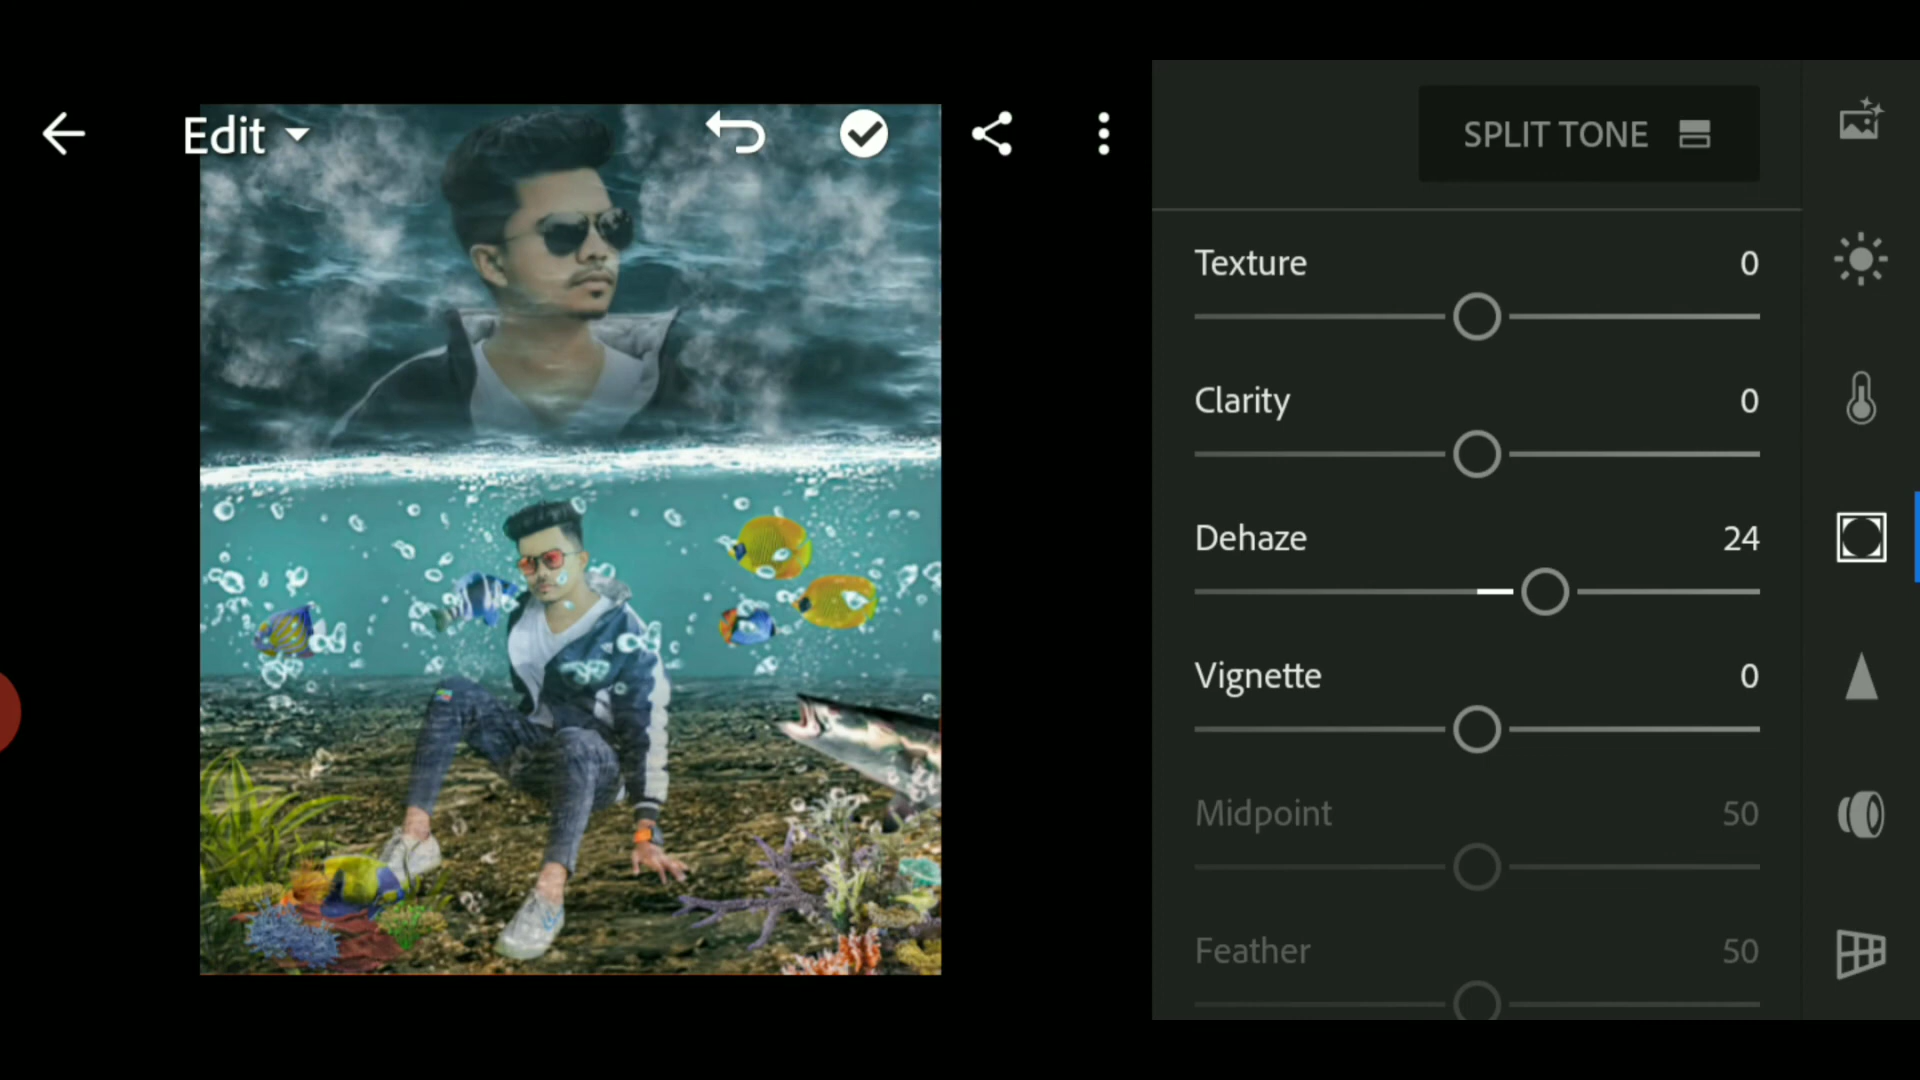 Edit
SPLIT TONE
Texture 0
Clarity 0
Dehaze 24
Vignette 0
Midpoint 50
Feather 50